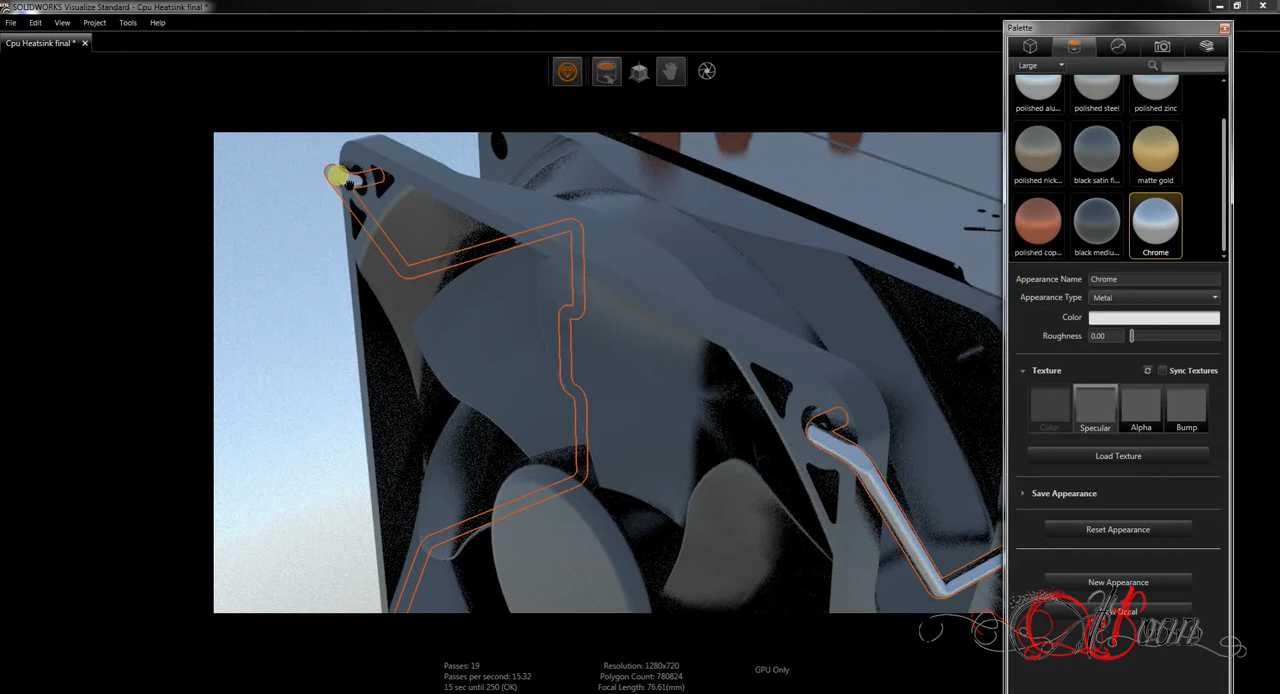 SOLIDWORKS Visualize Standard - Cpu Heatsink final *
File Edit View Project Tools Help
Cpu Heatsink final *
Palette
Large
polished alu... polished steel polished zinc
polished nick... black satin fi... matte gold
polished cop... black mediu... Chrome
Appearance Name Chrome
Appearance Type Metal
Color
Roughness 0.00
Texture Sync Textures
Color Specular Alpha Bump
Load Texture
Save Appearance
Reset Appearance
New Appearance
Decal
Passes: 19
Passes per second: 15.32
15 sec until 250 (OK)
Resolution: 1280x720
Polygon Count: 780824
Focal Length: 76.61(mm)
GPU Only